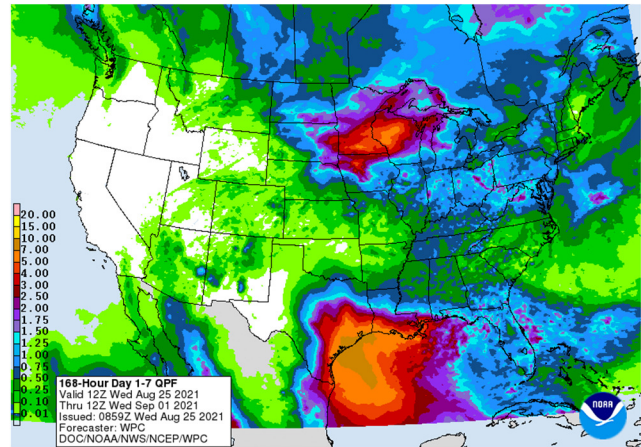 20.00
15.00
10.00
7.00
5.00
4.00
3.00
2.50
2.00
1.75
1.50
1.25
1.00
0.75
0.50
0.25
0.10
0.01
168-Hour Day 1-7 QPF
Valid 12Z Wed Aug 25 2021
Thru 12Z Wed Sep 01 2021
Issued: 0859Z Wed Aug 25 2021
Forecaster: WPC
DOC/NOAA/NWS/NCEP/WPC
NOAA